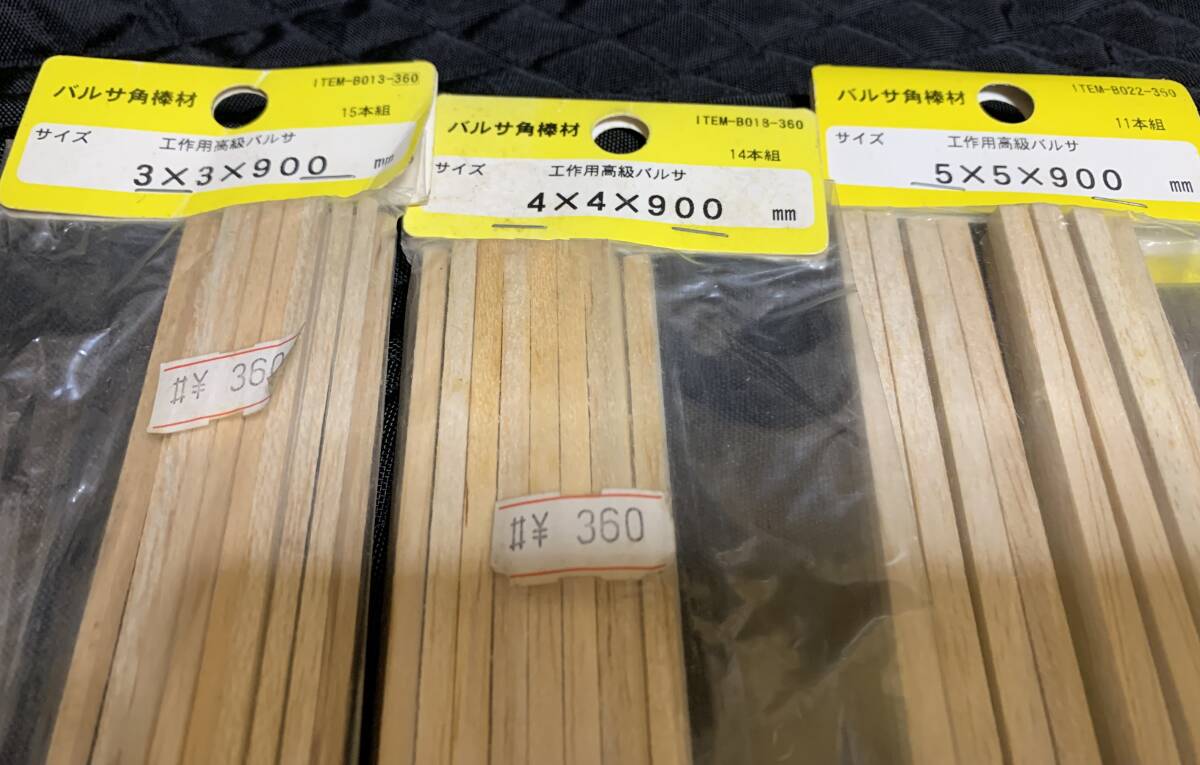 バルサ角棒材
ITEM-B013-360
15本組
サイズ
工作用高級バルサ
3×3×900
mm
♯¥ 360
バルサ角棒材
ITEM-B018-360
14本組
サイズ
工作用高級バルサ
4×4×900
mm
♯¥ 360
バルサ角棒材
ITEM-B022-360
11本組
サイズ
工作用高級バルサ
5×5×900
mm